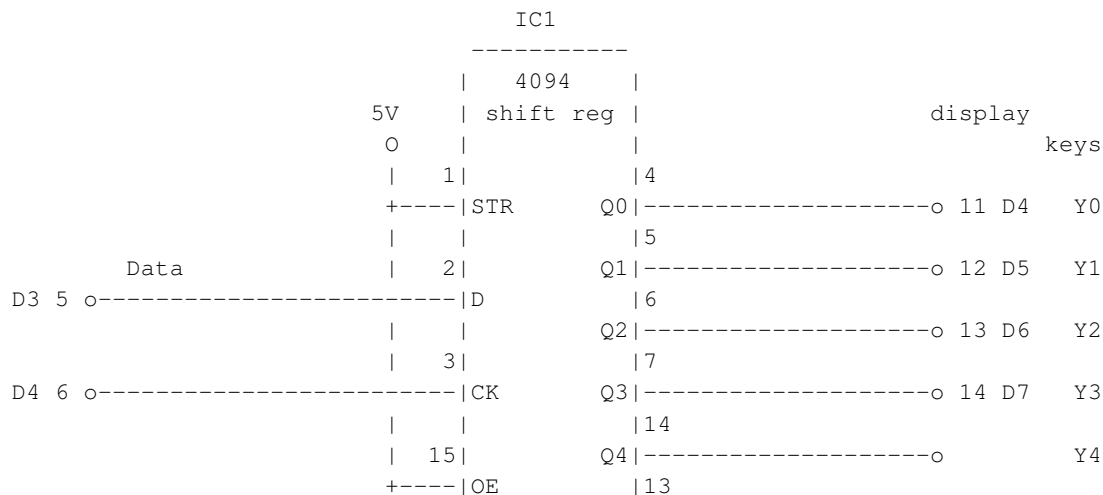 IC1
-----------
| 4094 |
5V | shift reg | display
O | | keys
| 1| |4
+----|STR Q0|--------------------o 11 D4 Y0
| | |5
Data | 2| Q1|--------------------o 12 D5 Y1
D3 5 o-------------------------|D |6
| | Q2|--------------------o 13 D6 Y2
| 3| |7
D4 6 o-------------------------|CK Q3|--------------------o 14 D7 Y3
| | |14
| 15| Q4|--------------------o Y4
+----|OE |13